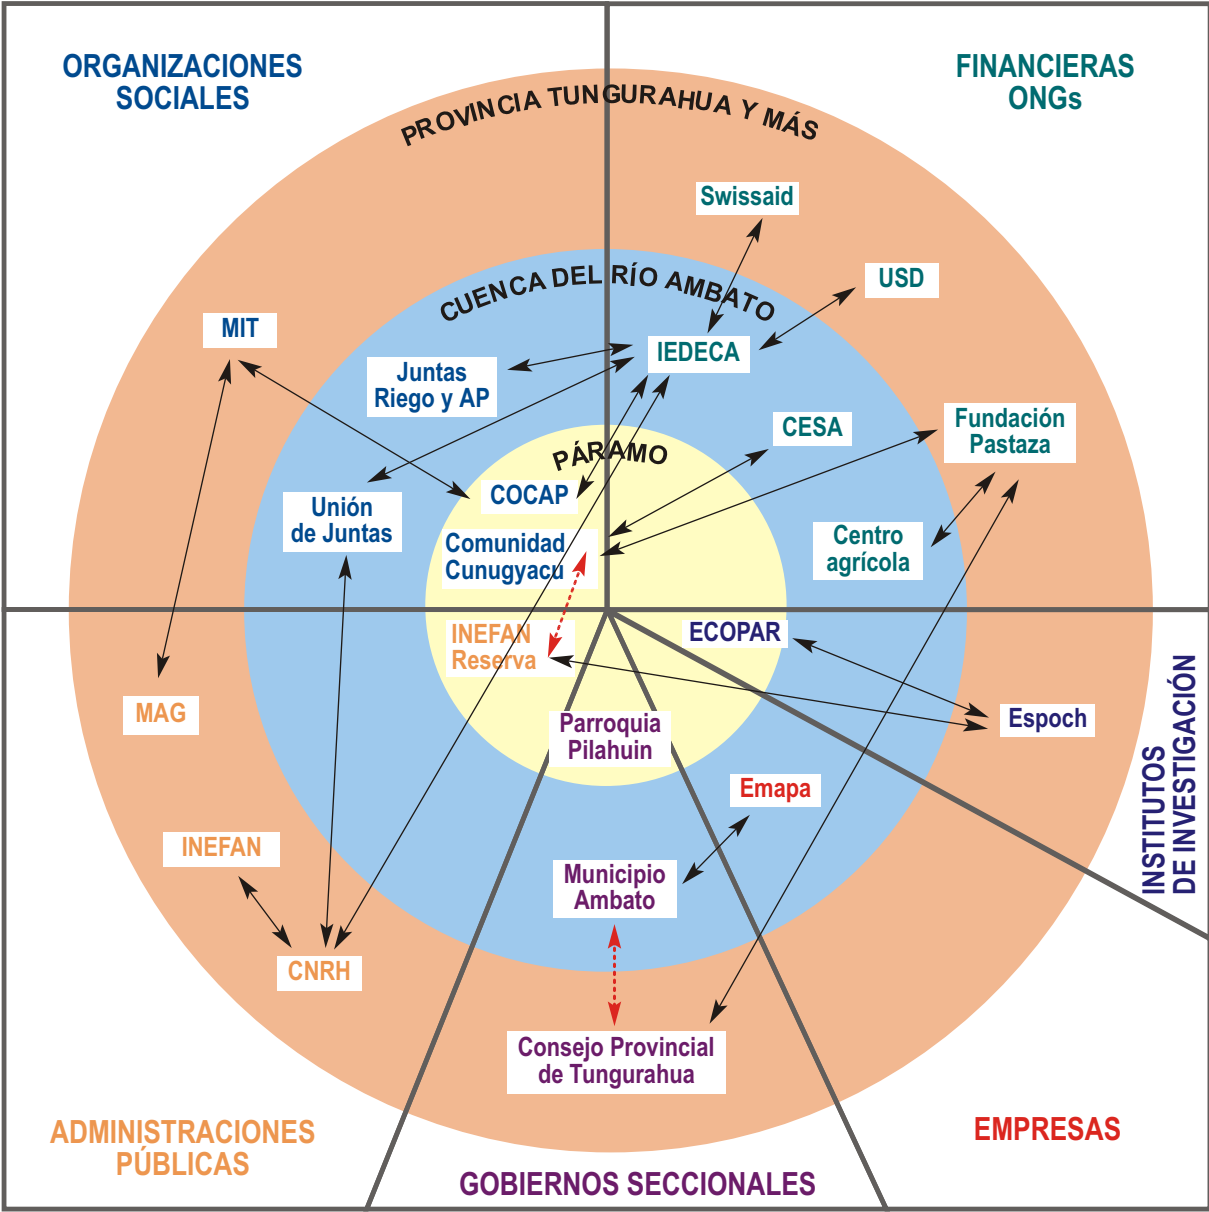 ORGANIZACIONES
SOCIALES
FINANCIERAS
ONGs
PROVINCIA TUNGURAHUA Y MÁS
Swissaid
USD
CUENCA DEL RÍO AMBATO
MIT
IEDECA
Juntas
Riego y AP
CESA
Fundación
Pastaza
PÁRAMO
COCAP
Unión
de Juntas
Comunidad
Cunugyacu
Centro
agrícola
INEFAN
Reserva
ECOPAR
MAG
Espoch
Parroquia
Pilahuin
INSTITUTOS
DE INVESTIGACIÓN
Emapa
INEFAN
Municipio
Ambato
CNRH
Consejo Provincial
de Tungurahua
ADMINISTRACIONES
PÚBLICAS
EMPRESAS
GOBIERNOS SECCIONALES